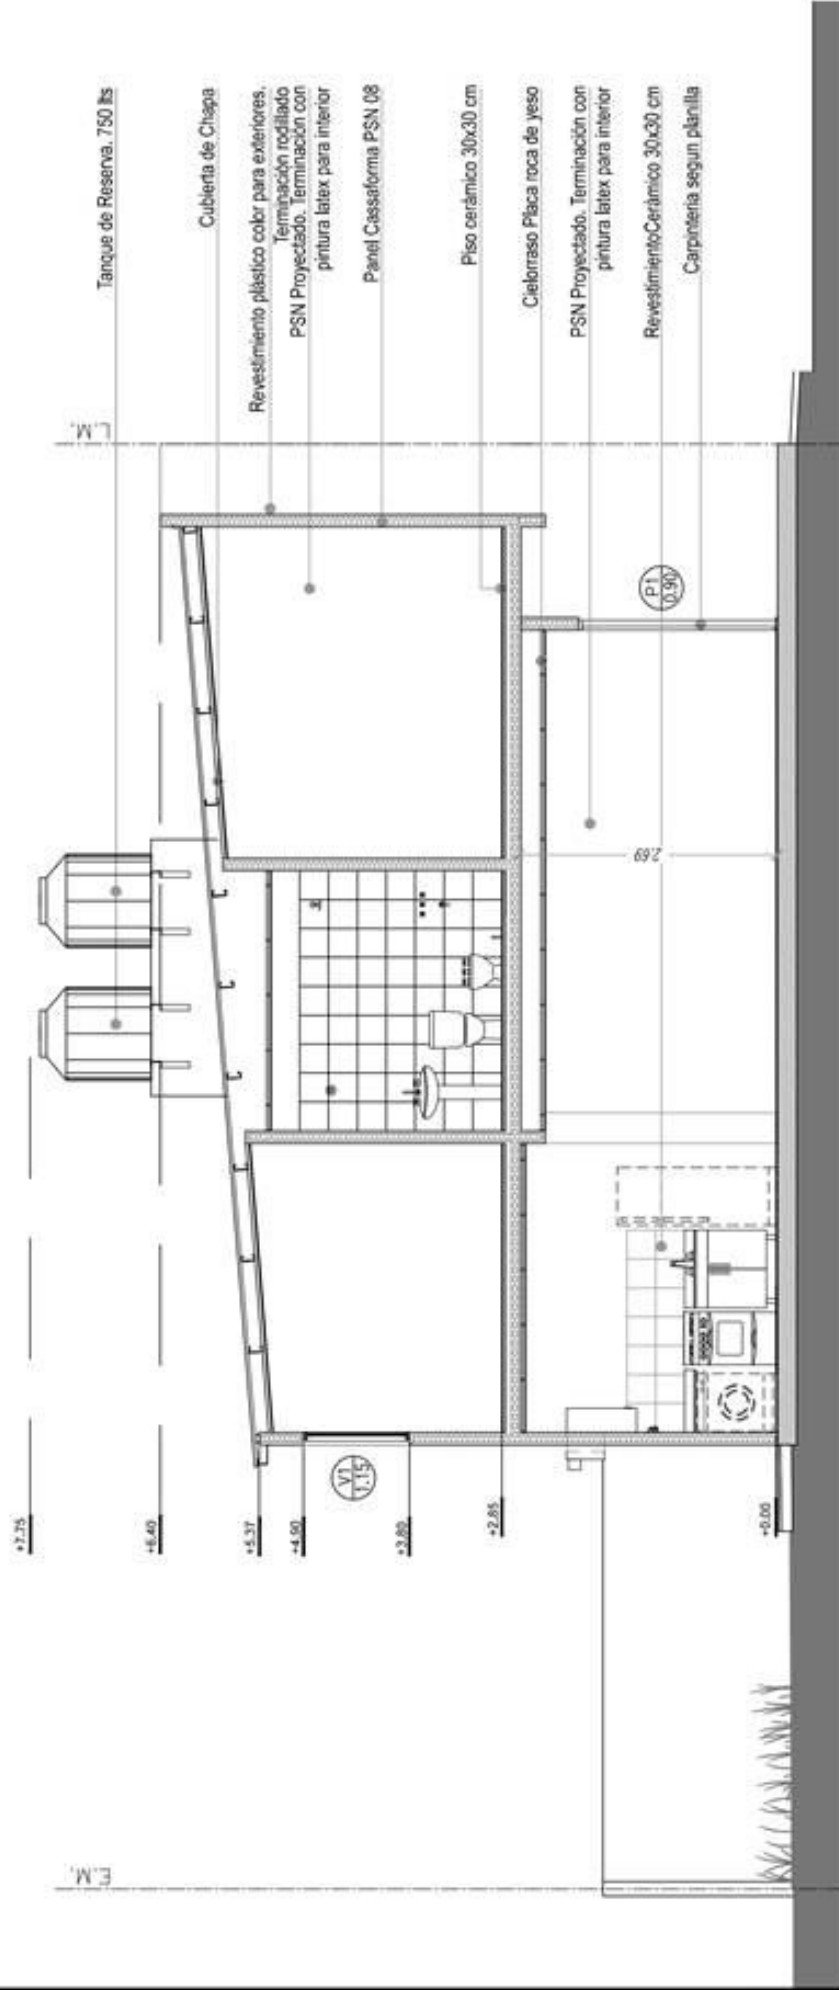 Tanque de Reserva. 750 lts
Cubierta de Chapa
Revestimiento plástico color para exteriores.
Terminación rodillado
PSN Proyectado. Terminación con
pintura latex para interior
Panel Cassaforma PSN 08
Piso cerámico 30x30 cm
Cielorraso Placa roca de yeso
PSN Proyectado. Terminación con
pintura latex para interior
RevestimientoCerámico 30x30 cm
Carpinteria segun planilla
L.M.
P1
0.90
2.69
V1
1.15
+7.75
+6.40
+5.37
+4.90
+3.80
+2.85
+0.00
E.M.